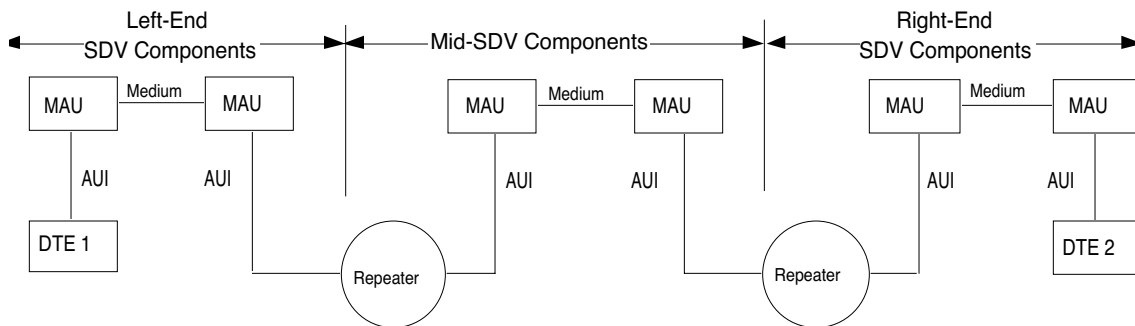 Left-End
SDV Components
Mid-SDV Components
Right-End
SDV Components
MAU
Medium
MAU
MAU
Medium
MAU
MAU
Medium
MAU
AUI
AUI
AUI
AUI
AUI
AUI
DTE 1
Repeater
Repeater
DTE 2